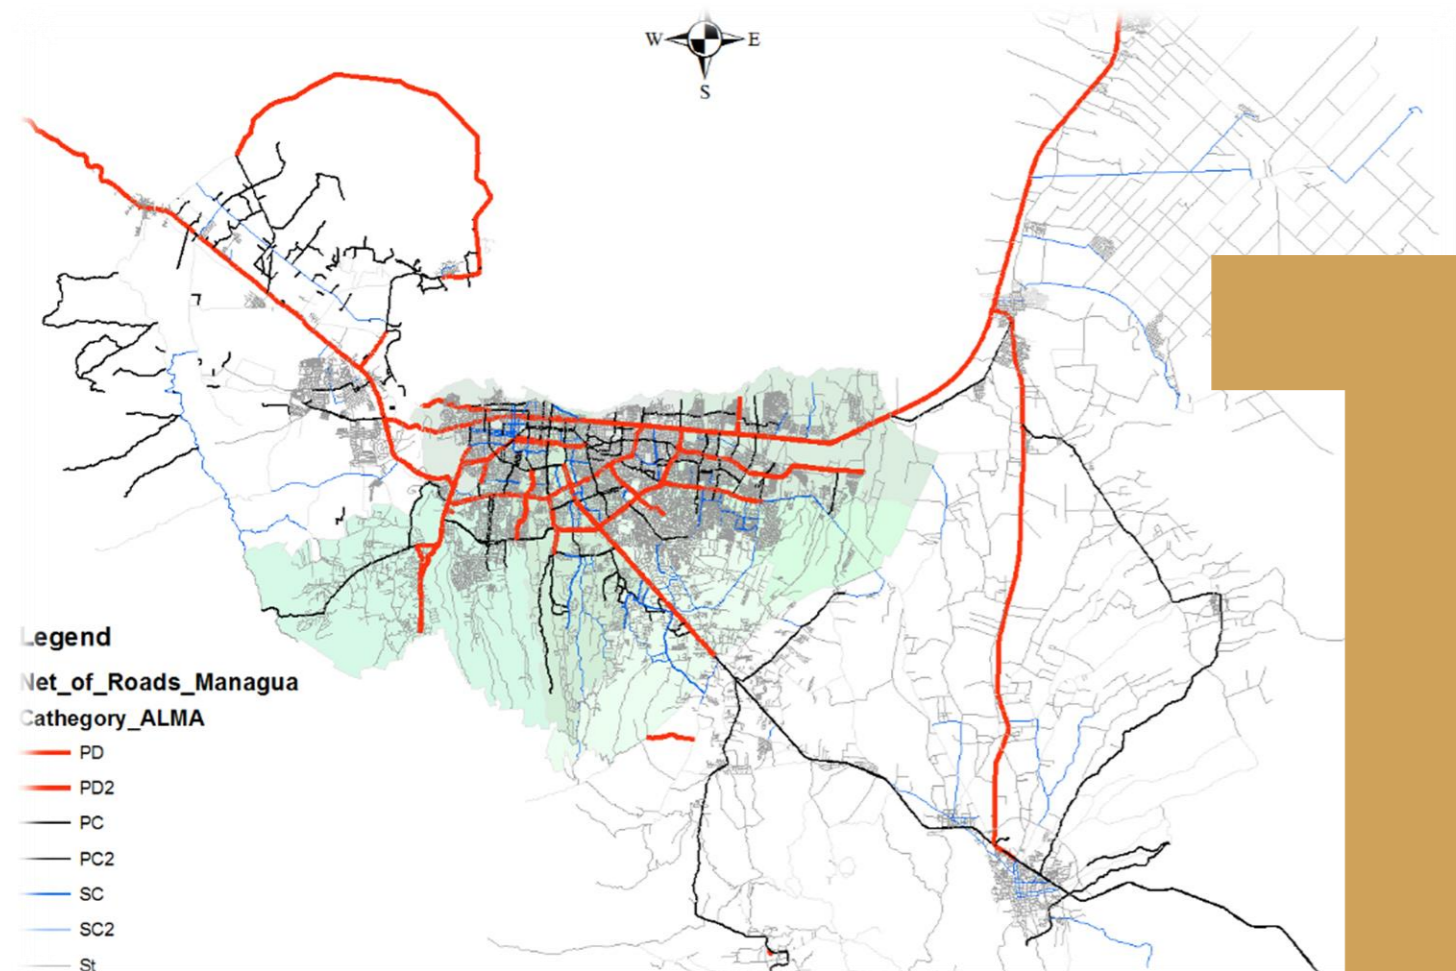 W E
S
Legend
Net_of_Roads_Managua
Cathegory_ALMA
PD
PD2
PC
PC2
SC
SC2
St